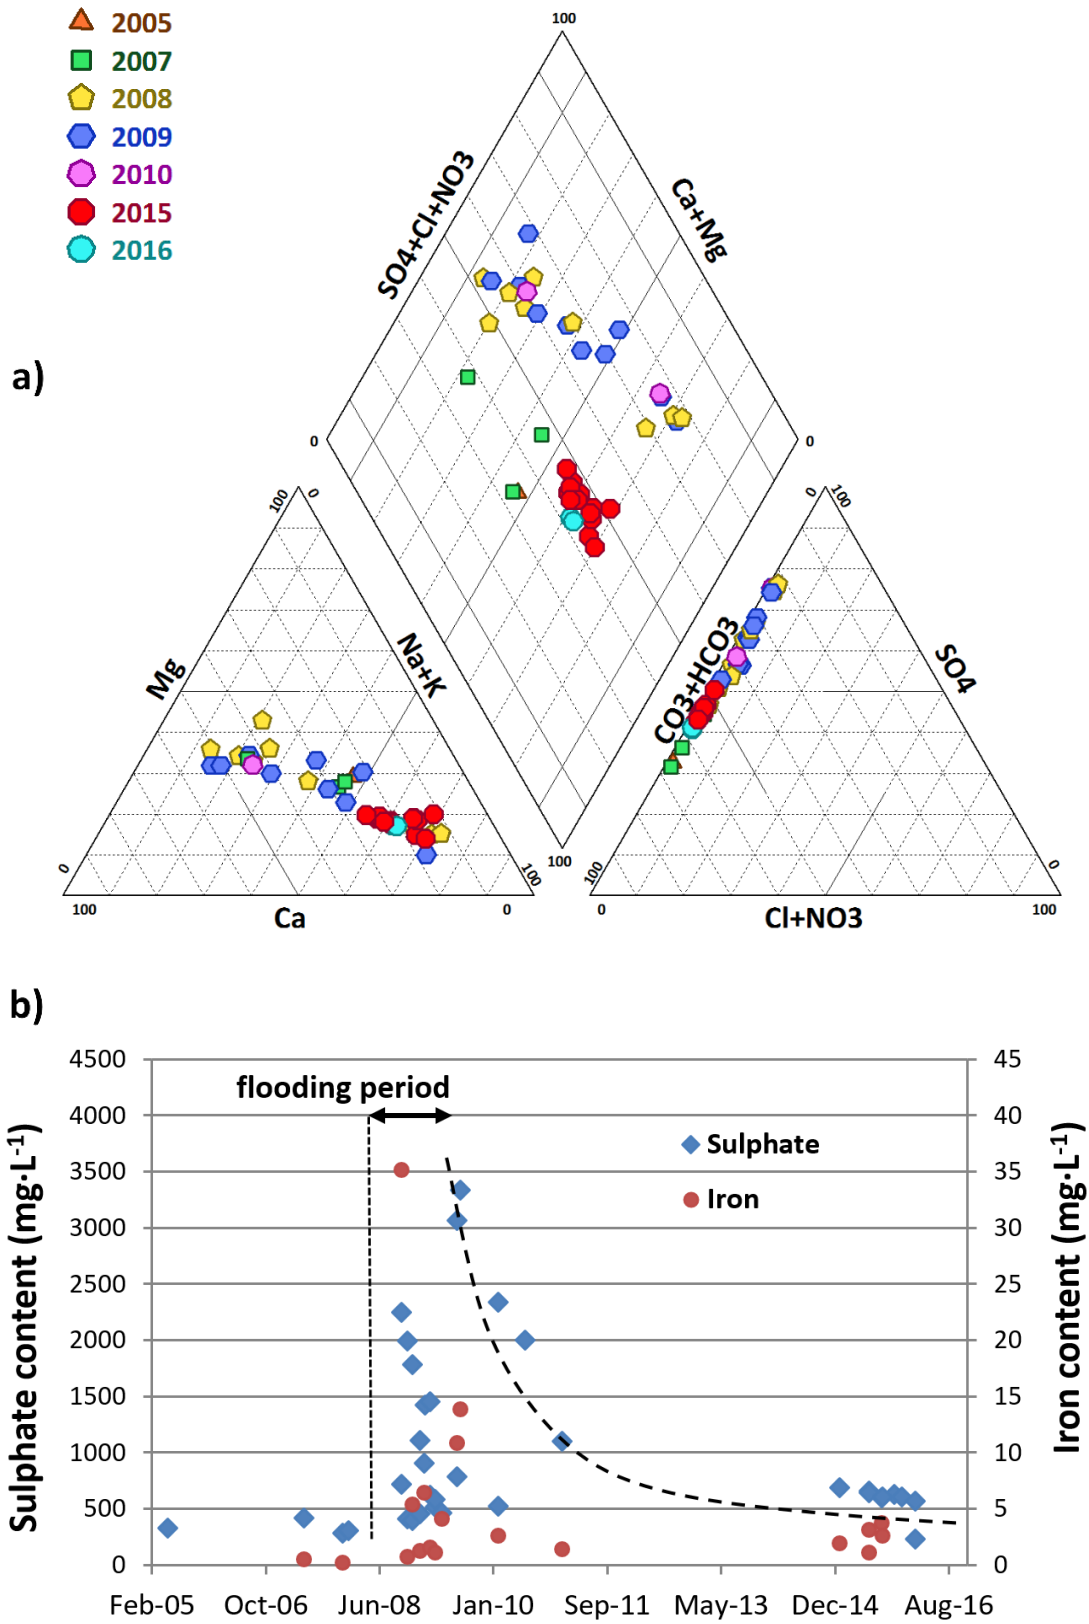 2005
2007
2008
2009
2010
2015
2016
a)
100
SO4+Cl+NO3
Ca+Mg
0
0
100
0
0
100
Mg
Na+K
CO3+HCO3
SO4
0
100
100
0
100
0
Ca
100
0
Cl+NO3
100
b)
flooding period
Sulphate
Iron
Sulphate content (mg·L-1)
4500
4000
3500
3000
2500
2000
1500
1000
500
0
45
40
35
30
25
20
15
10
5
0
Iron content (mg·L-1)
Feb-05 Oct-06 Jun-08 Jan-10 Sep-11 May-13 Dec-14 Aug-16